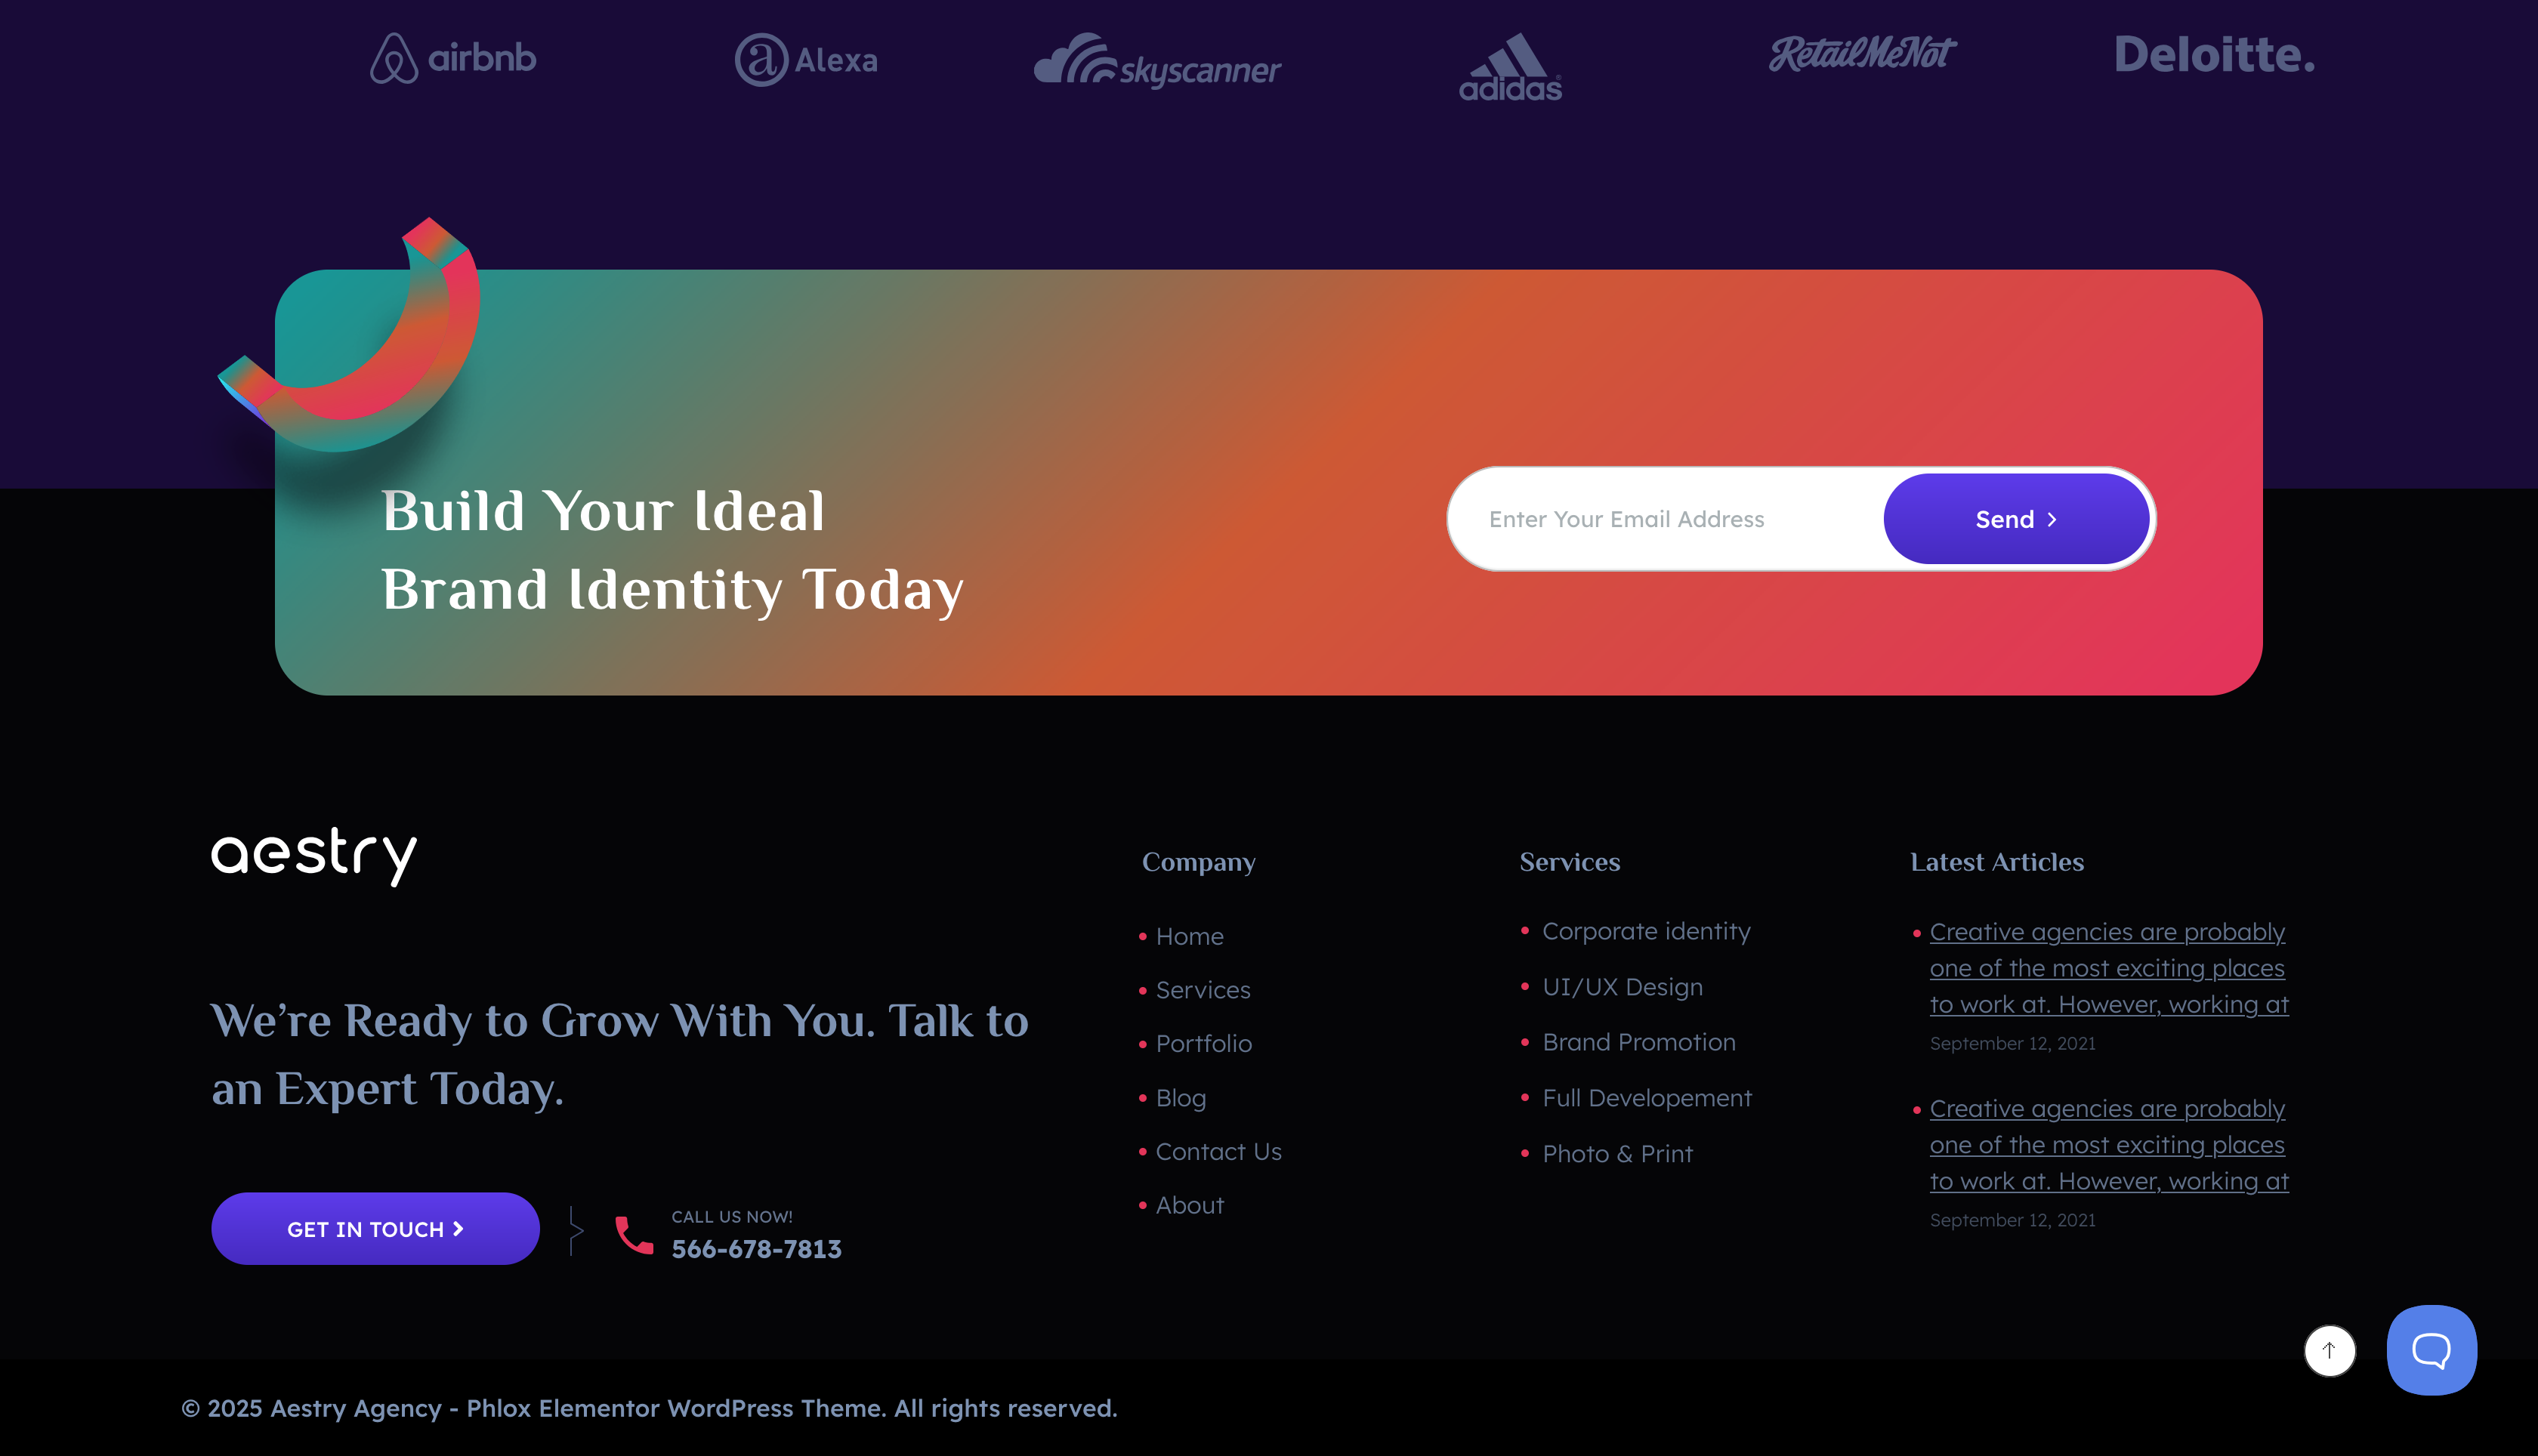 airbnb
a Alexa
skyscanner
adidas
RetailMeNot
Deloitte.
Build Your Ideal
Brand Identity Today
Enter Your Email Address
Send
aestry
We’re Ready to Grow With You. Talk to
an Expert Today.
GET IN TOUCH
CALL US NOW!
566-678-7813
Company
Home
Services
Portfolio
Blog
Contact Us
About
Services
Corporate identity
UI/UX Design
Brand Promotion
Full Developement
Photo & Print
Latest Articles
Creative agencies are probably
one of the most exciting places
to work at. However, working at
September 12, 2021
Creative agencies are probably
one of the most exciting places
to work at. However, working at
September 12, 2021
© 2025 Aestry Agency - Phlox Elementor WordPress Theme. All rights reserved.